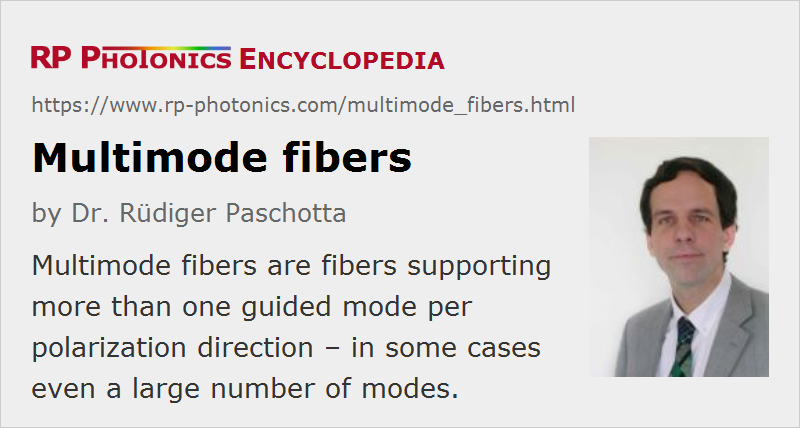 RP PHOTONICS ENCYCLOPEDIA
https://www.rp-photonics.com/multimode_fibers.html
Multimode fibers
by Dr. Rüdiger Paschotta
Multimode fibers are fibers supporting
more than one guided mode per
polarization direction – in some cases
even a large number of modes.